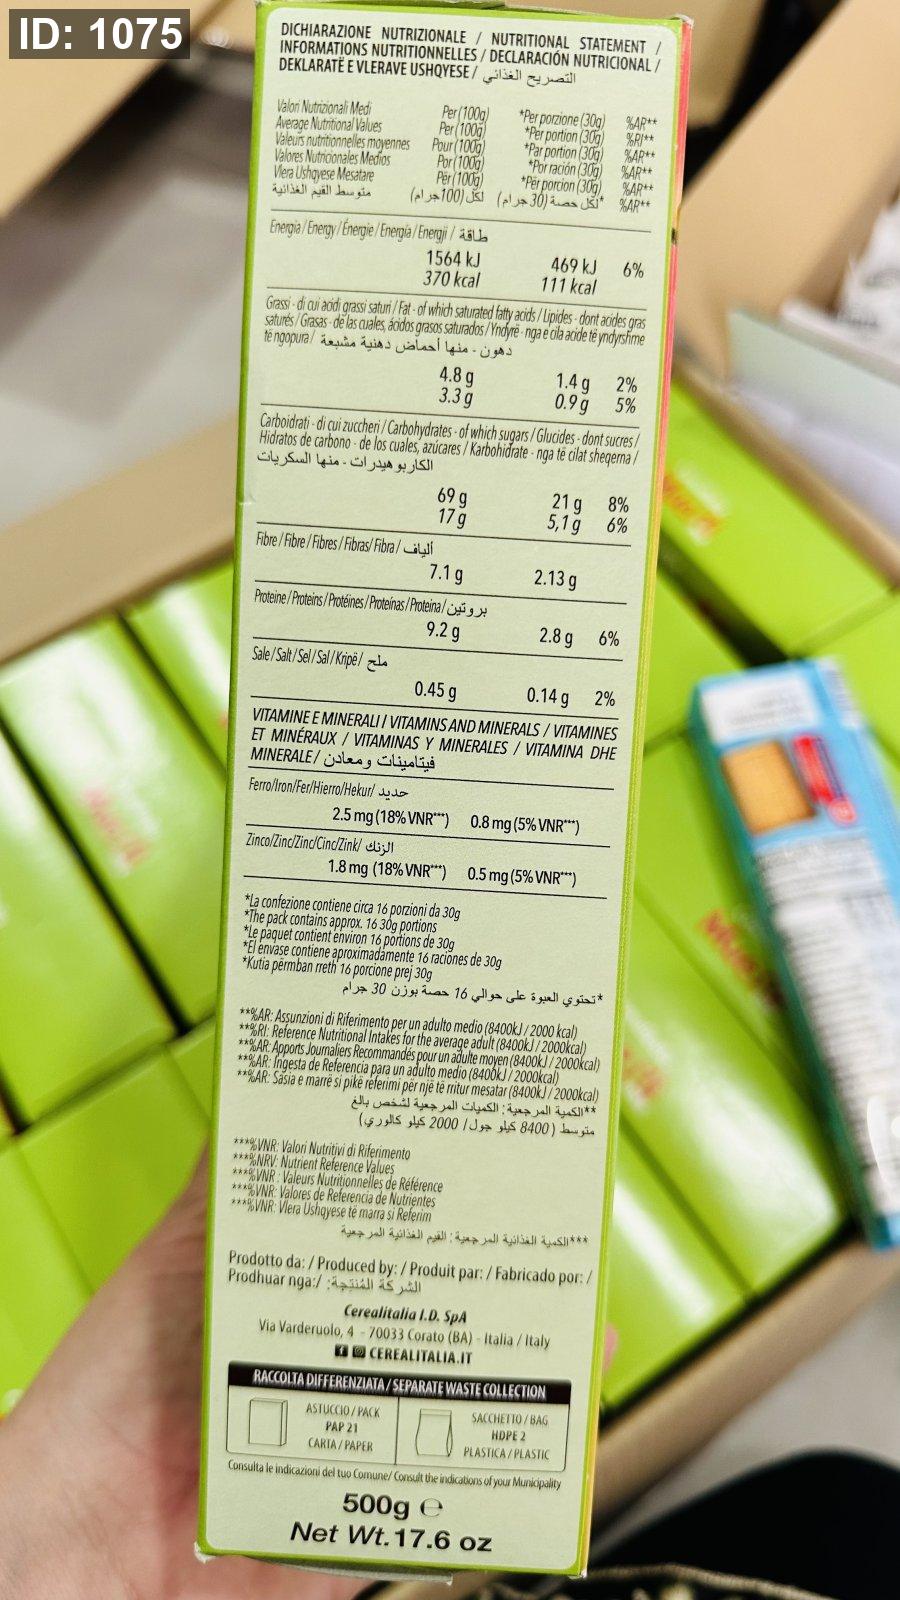 ID: 1075
DICHIARAZIONE NUTRIZIONALE / NUTRITIONAL STATEMENT /
INFORMATIONS NUTRITIONNELLES / DECLARACIÓN NUTRICIONAL /
DEKLARATË E VLERAVE USHQYESE / التصريح الغذائي
Valori Nutrizionali Medi Per (100g) *Per porzione (30g) %AR**
Average Nutritional Values Per (100g) *Per portion (30g) %RI**
Valeurs nutritionnelles moyennes Pour (100g) *Par portion (30g) %AR**
Valores Nutricionales Medios Por (100g) *Por ración (30g) %AR**
Vlera Ushqyese Mesatare Për (100g) *Për porcion (30g) %AR**
متوسط القيم الغذائية لكل (100جرام) *لكل حصة (30 جرام) %AR**
Energia / Energy / Énergie / Energía / Energji / طاقة
1564 kJ 469 kJ 6%
370 kcal 111 kcal
Grassi - di cui acidi grassi saturi / Fat - of which saturated fatty acids / Lipides - dont acides gras
saturés / Grasas - de las cuales, ácidos grasos saturados / Yndyrë - nga e cila acide të yndyrshme
të ngopura / دهون - منها أحماض دهنية مشبعة
4.8 g 1.4 g 2%
3.3 g 0.9 g 5%
Carboidrati - di cui zuccheri / Carbohydrates - of which sugars / Glucides - dont sucres /
Hidratos de carbono - de los cuales, azúcares / Karbohidrate - nga të cilat sheqerna /
الكاربوهيدرات - منها السكريات
69 g 21 g 8%
17 g 5,1 g 6%
Fibre / Fibre / Fibres / Fibras / Fibra / ألياف
7.1 g 2.13 g
Proteine / Proteins / Protéines / Proteínas / Proteina / بروتين
9.2 g 2.8 g 6%
Sale / Salt / Sel / Sal / Kripë / ملح
0.45 g 0.14 g 2%
VITAMINE E MINERALI / VITAMINS AND MINERALS / VITAMINES
ET MINÉRAUX / VITAMINAS Y MINERALES / VITAMINA DHE
MINERALE / فيتامينات ومعادن
Ferro/Iron/Fer/Hierro/Hekur/ حديد
2.5 mg (18% VNR***) 0.8 mg (5% VNR***)
Zinco/Zinc/Zinc/Cinc/Zink/ الزنك
1.8 mg (18% VNR***) 0.5 mg (5% VNR***)
*La confezione contiene circa 16 porzioni da 30g
*The pack contains approx. 16 30g portions
*Le paquet contient environ 16 portions de 30g
*El envase contiene aproximadamente 16 raciones de 30g
*Kutia përmban rreth 16 porcione prej 30g
*تحتوي العبوة على حوالي 16 حصة بوزن 30 جرام
**%AR: Assunzioni di Riferimento per un adulto medio (8400kJ / 2000 kcal)
**%RI: Reference Nutritional Intakes for the average adult (8400kJ / 2000kcal)
**%AR: Apports Journaliers Recommandés pour un adulte moyen (8400kJ / 2000kcal)
**%AR: Ingesta de Referencia para un adulto medio (8400kJ / 2000kcal)
**%AR: Sasia e marrë si pikë referimi për një të rritur mesatar (8400kJ / 2000kcal)
**الكمية المرجعية: الكميات المرجعية لشخص بالغ
متوسط (8400 كيلو جول/ 2000 كيلو كالوري)
***%VNR: Valori Nutritivi di Riferimento
***%NRV: Nutrient Reference Values
***%VNR : Valeurs Nutritionnelles de Référence
***%VNR: Valores de Referencia de Nutrientes
***%VNR: Vlera Ushqyese të marra si Referim
***الكمية الغذائية المرجعية: القيم الغذائية المرجعية
Prodotto da: / Produced by: / Produit par: / Fabricado por: /
Prodhuar nga:/ الشركة المُنتجة:
Cerealitalia I.D. SpA
Via Varderuolo, 4 - 70033 Corato (BA) - Italia / Italy
CEREALITALIA.IT
RACCOLTA DIFFERENZIATA / SEPARATE WASTE COLLECTION
ASTUCCIO / PACK
PAP 21
CARTA / PAPER
SACCHETTO / BAG
HDPE 2
PLASTICA / PLASTIC
Consulta le indicazioni del tuo Comune/ Consult the indications of your Municipality
500g ℮
Net Wt. 17.6 oz